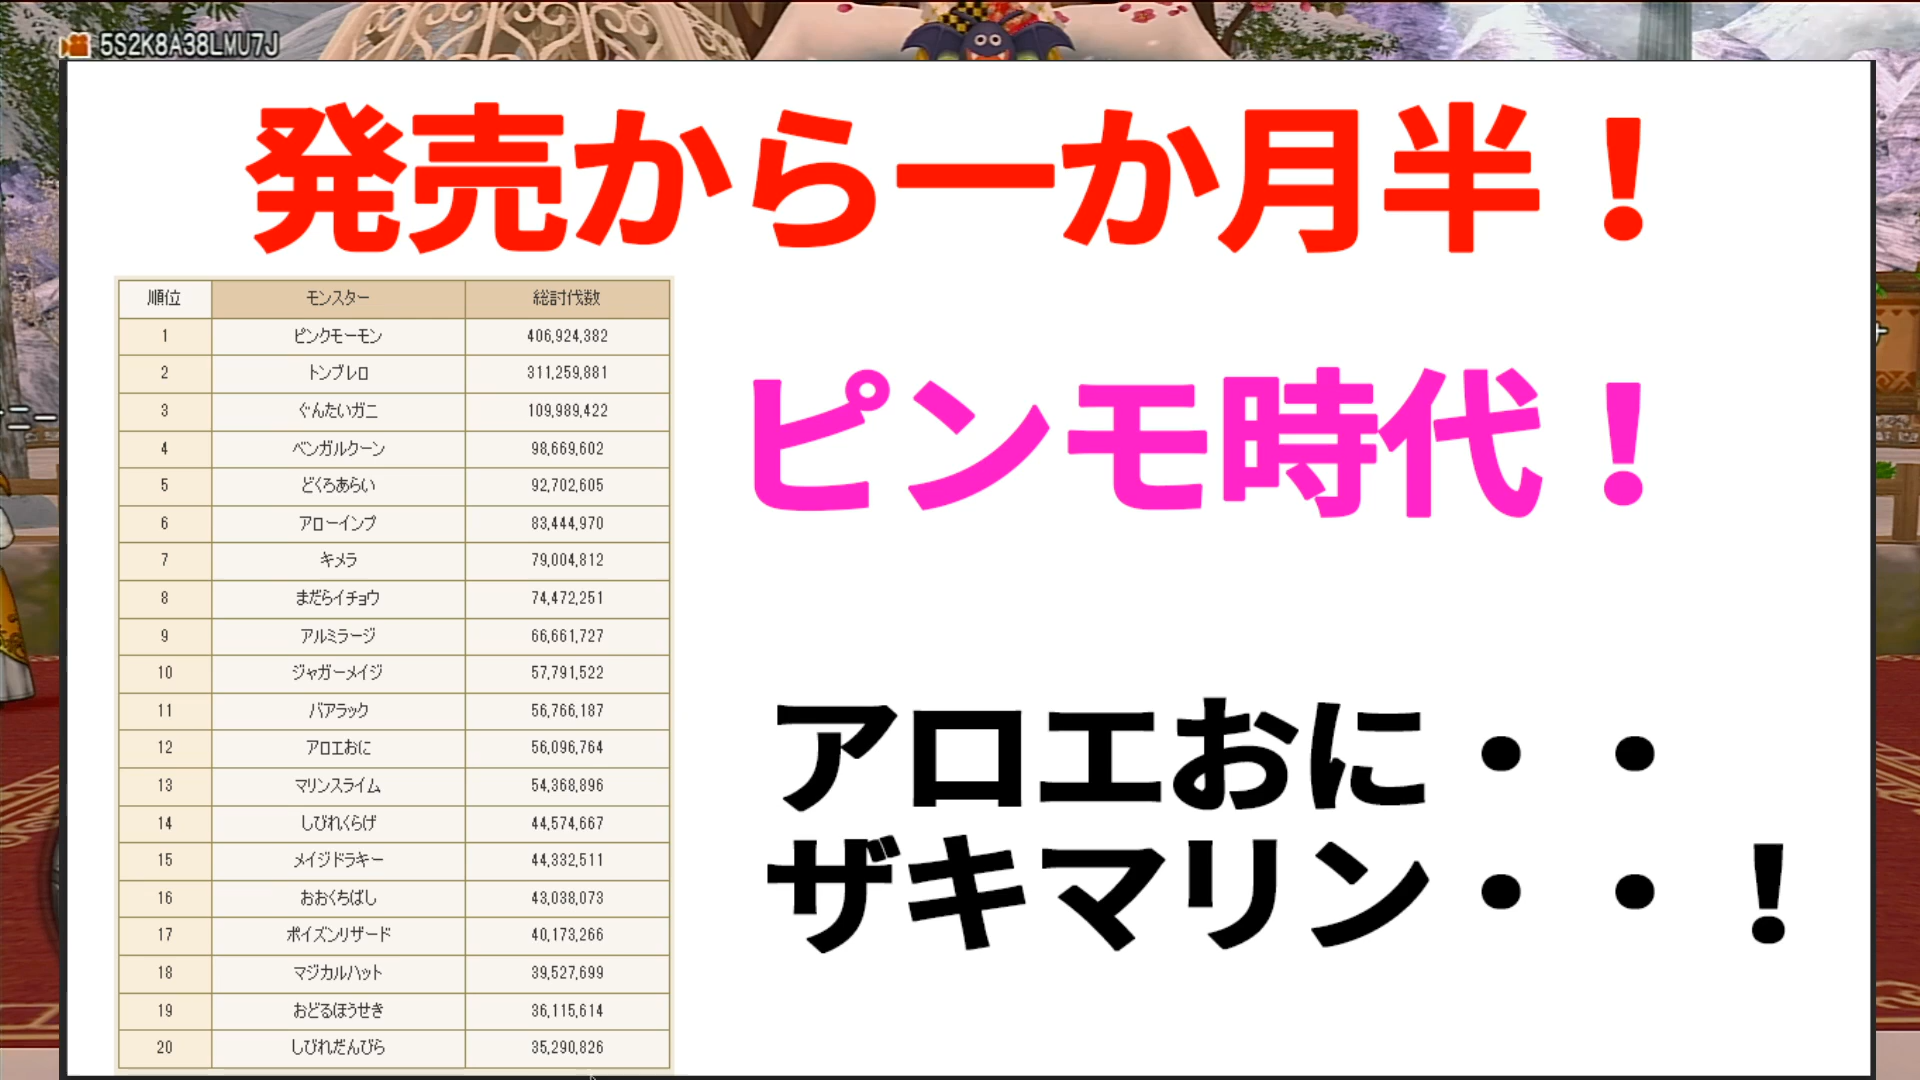 5S2K8A38LMU7J
発売から一か月半！
順位 モンスター 総討伐数
1 ピンクモーモン 406,924,382
2 トンブレロ 311,259,881
3 ぐんたいガニ 109,989,422
4 ベンガルクーン 98,669,602
5 どくろあらい 92,702,605
6 アローインプ 83,444,970
7 キメラ 79,004,812
8 まだらイチョウ 74,472,251
9 アルミラージ 66,661,727
10 ジャガーメイジ 57,791,522
11 バアラック 56,766,187
12 アロエおに 56,096,764
13 マリンスライム 54,368,896
14 しびれくらげ 44,574,667
15 メイジドラキー 44,332,511
16 おおくちばし 43,038,073
17 ポイズンリザード 40,173,266
18 マジカルハット 39,527,699
19 おどるほうせき 36,115,614
20 しびれだんびら 35,290,826
ピンモ時代！
アロエおに・・
ザキマリン・・！